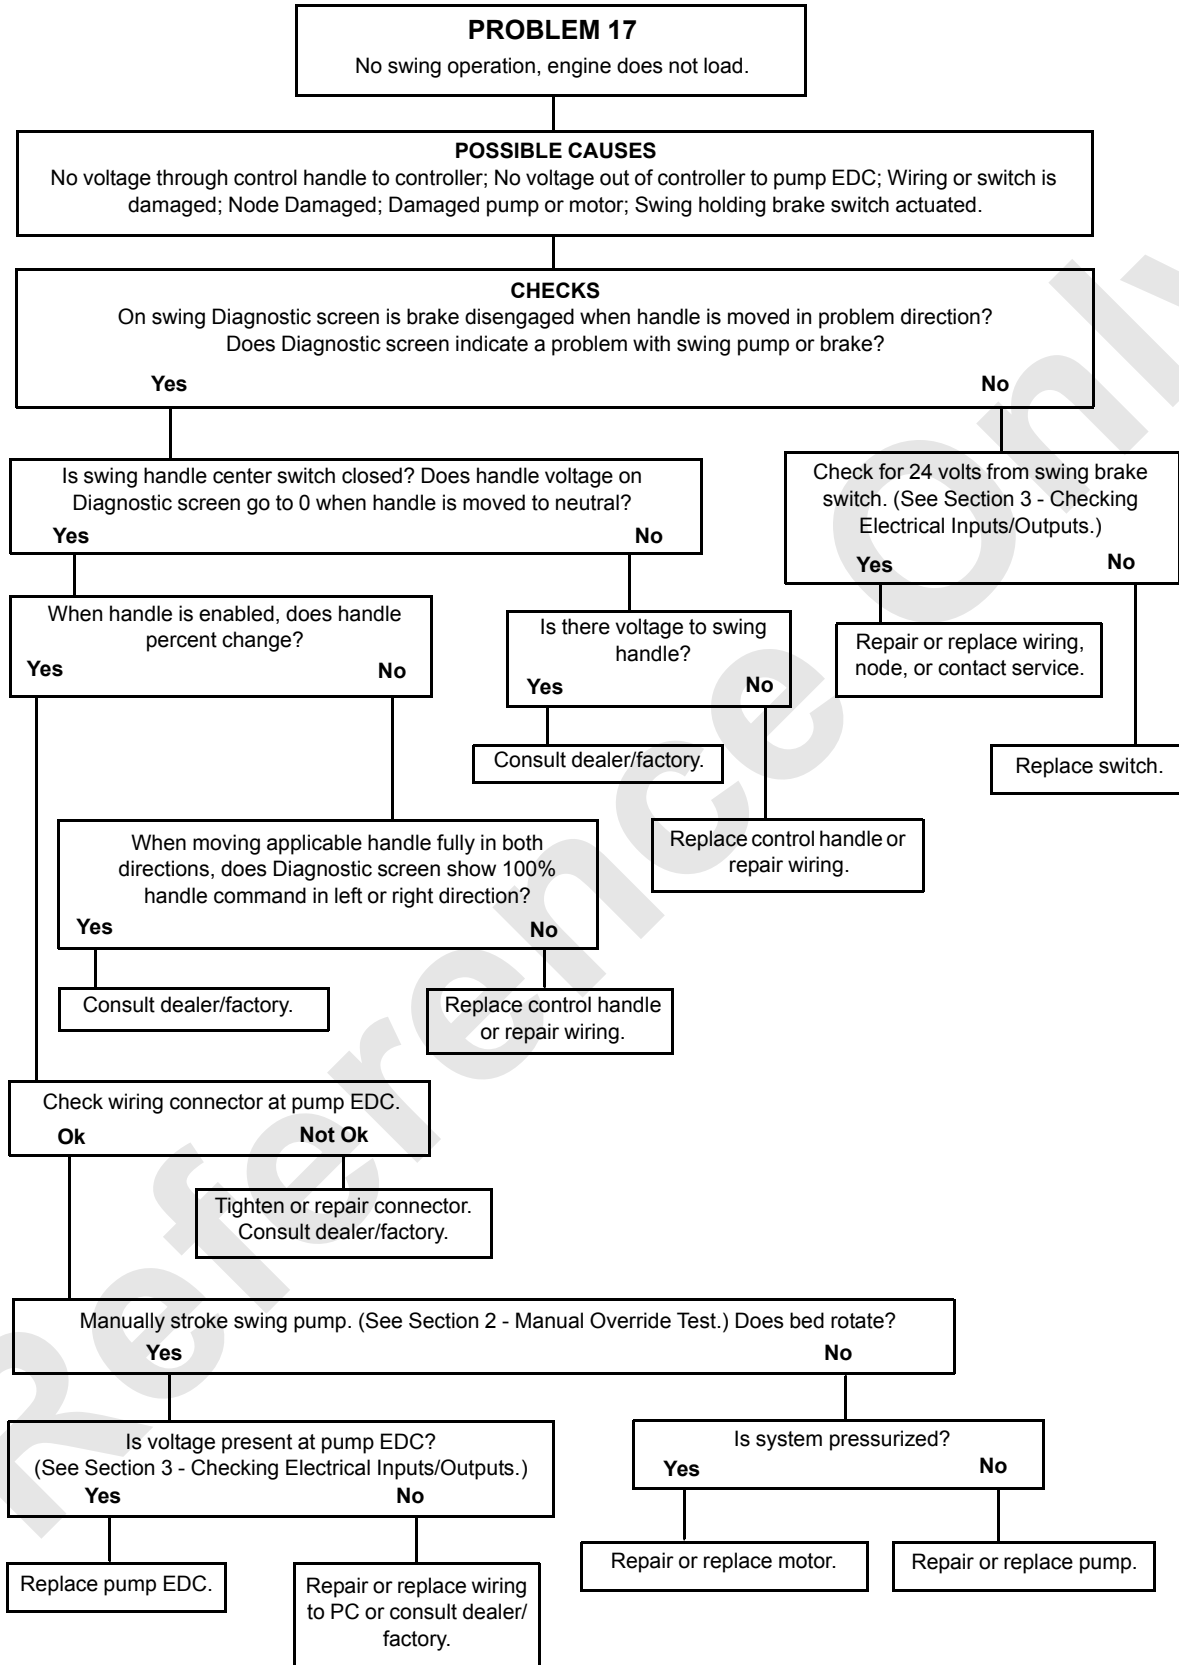 PROBLEM 17
No swing operation, engine does not load.
POSSIBLE CAUSES
No voltage through control handle to controller; No voltage out of controller to pump EDC; Wiring or switch is
damaged; Node Damaged; Damaged pump or motor; Swing holding brake switch actuated.
CHECKS
On swing Diagnostic screen is brake disengaged when handle is moved in problem direction?
Does Diagnostic screen indicate a problem with swing pump or brake?
Yes
No
Is swing handle center switch closed? Does handle voltage on
Diagnostic screen go to 0 when handle is moved to neutral?
Yes
No
Check for 24 volts from swing brake
switch. (See Section 3 - Checking
Electrical Inputs/Outputs.)
Yes
No
When handle is enabled, does handle
percent change?
Yes
No
Is there voltage to swing
handle?
Yes
No
Repair or replace wiring,
node, or contact service.
Consult dealer/factory.
Replace switch.
When moving applicable handle fully in both
directions, does Diagnostic screen show 100%
handle command in left or right direction?
Yes
No
Replace control handle or
repair wiring.
Consult dealer/factory.
Replace control handle
or repair wiring.
Check wiring connector at pump EDC.
Ok
Not Ok
Tighten or repair connector.
Consult dealer/factory.
Manually stroke swing pump. (See Section 2 - Manual Override Test.) Does bed rotate?
Yes
No
Is voltage present at pump EDC?
(See Section 3 - Checking Electrical Inputs/Outputs.)
Yes
No
Is system pressurized?
Yes
No
Replace pump EDC.
Repair or replace wiring
to PC or consult dealer/
factory.
Repair or replace motor.
Repair or replace pump.
Reference Only